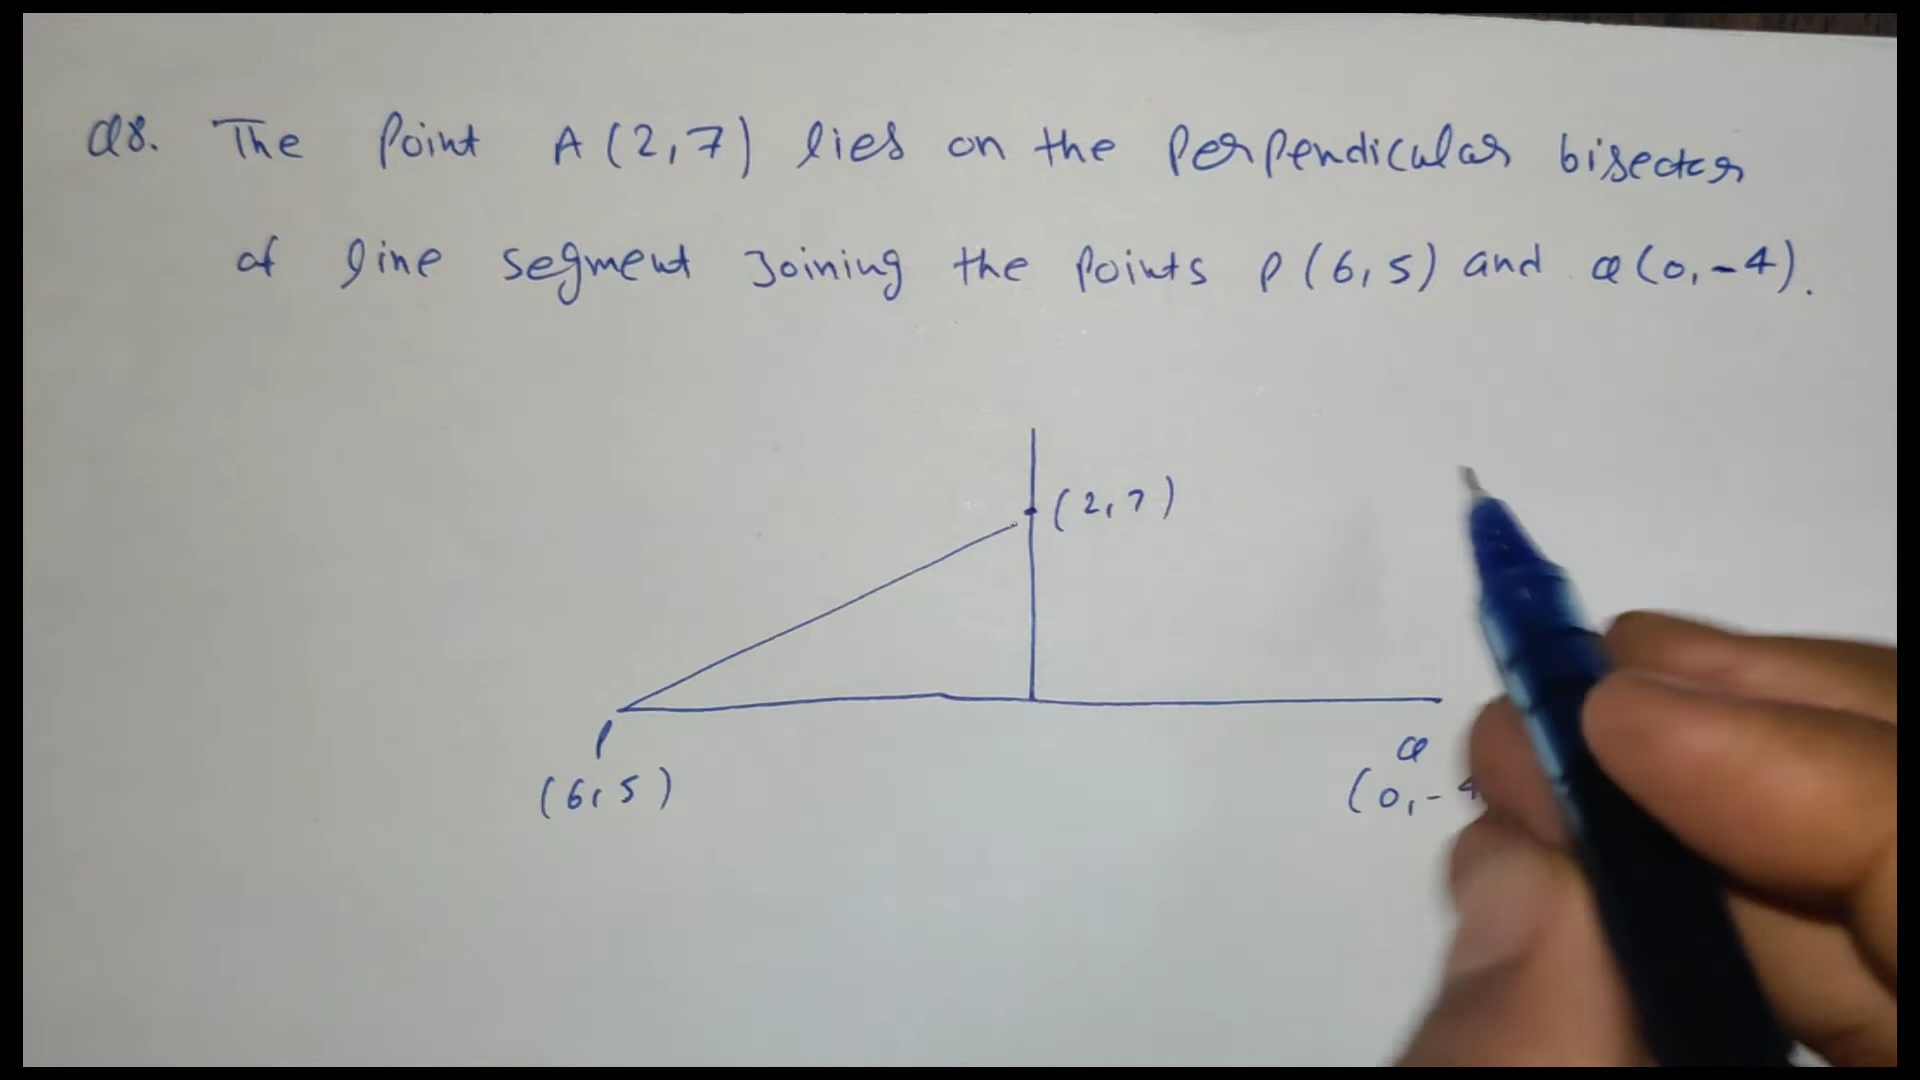 Q8. The Point A (2,7) lies on the Perpendicular bisector
of line segment Joining the Points P (6,5) and Q (0,-4).
(2,7)
P
Q
(6,5)
(0,-4